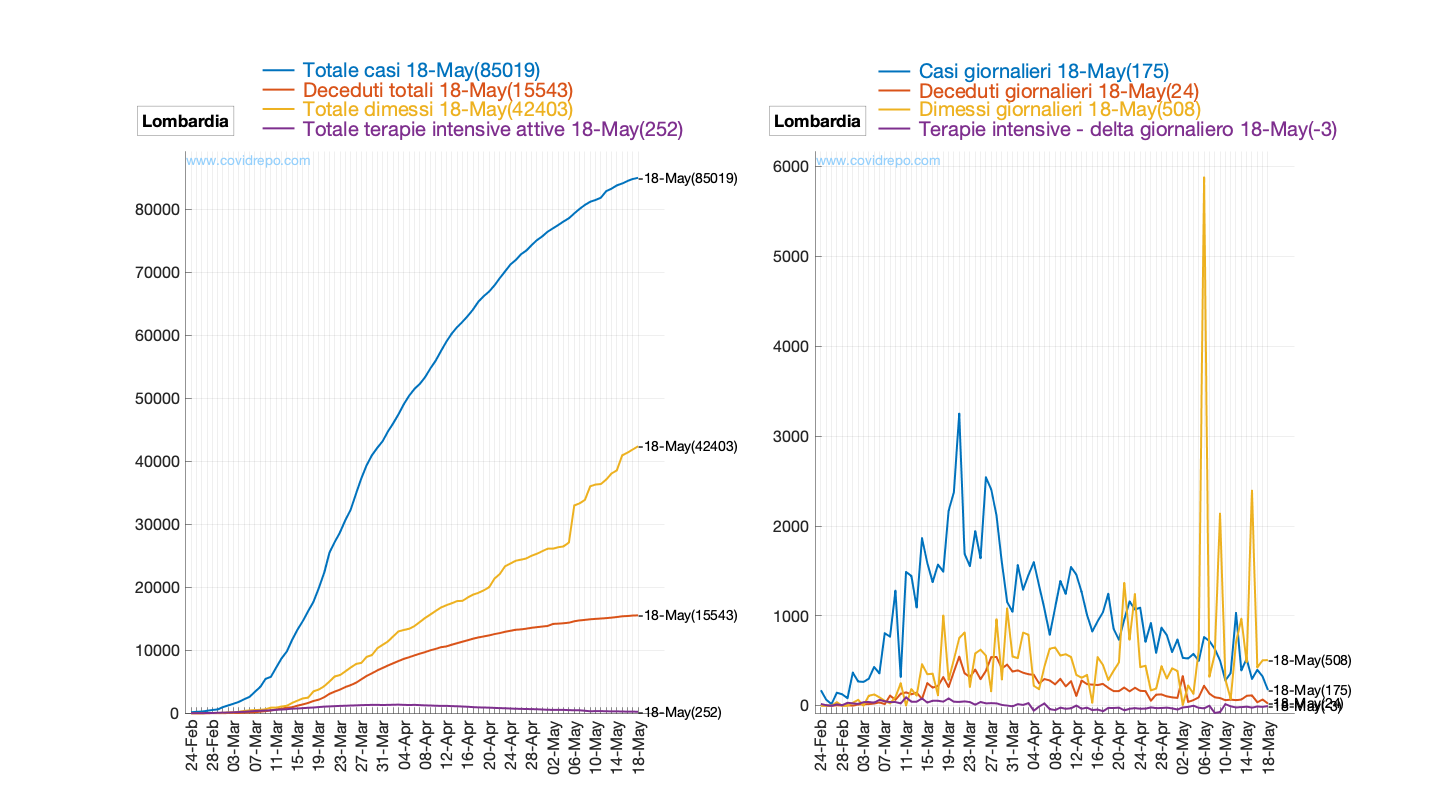 Totale casi 18-May(85019)
Deceduti totali 18-May(15543)
Totale dimessi 18-May(42403)
Totale terapie intensive attive 18-May(252)
Lombardia
www.covidrepo.com
18-May(85019)
18-May(42403)
18-May(15543)
18-May(252)
80000
70000
60000
50000
40000
30000
20000
10000
0
24-Feb
28-Feb
03-Mar
07-Mar
11-Mar
15-Mar
19-Mar
23-Mar
27-Mar
31-Mar
04-Apr
08-Apr
12-Apr
16-Apr
20-Apr
24-Apr
28-Apr
02-May
06-May
10-May
14-May
18-May
Casi giornalieri 18-May(175)
Deceduti giornalieri 18-May(24)
Dimessi giornalieri 18-May(508)
Terapie intensive - delta giornaliero 18-May(-3)
Lombardia
www.covidrepo.com
6000
5000
4000
3000
2000
1000
0
18-May(508)
18-May(175)
18-May(24)
18-May(-3)
24-Feb
28-Feb
03-Mar
07-Mar
11-Mar
15-Mar
19-Mar
23-Mar
27-Mar
31-Mar
04-Apr
08-Apr
12-Apr
16-Apr
20-Apr
24-Apr
28-Apr
02-May
06-May
10-May
14-May
18-May